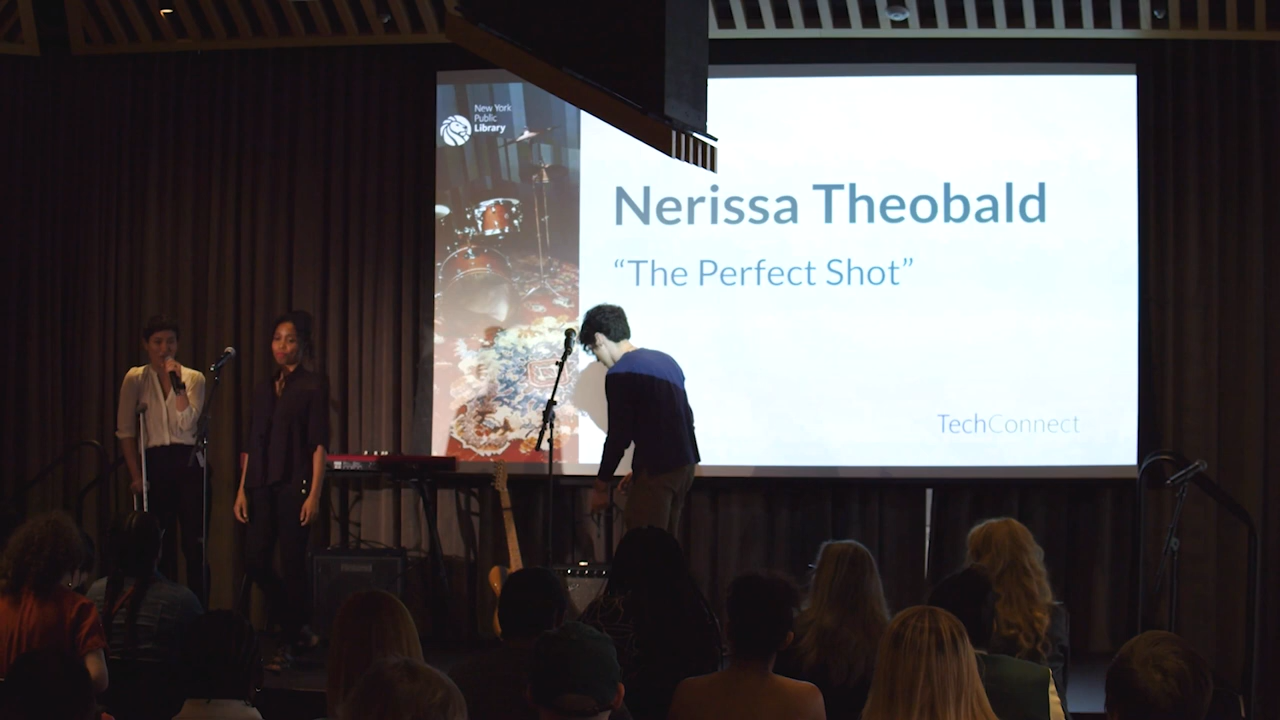 New York
Public
Library
Nerissa Theobald
“The Perfect Shot”
TechConnect